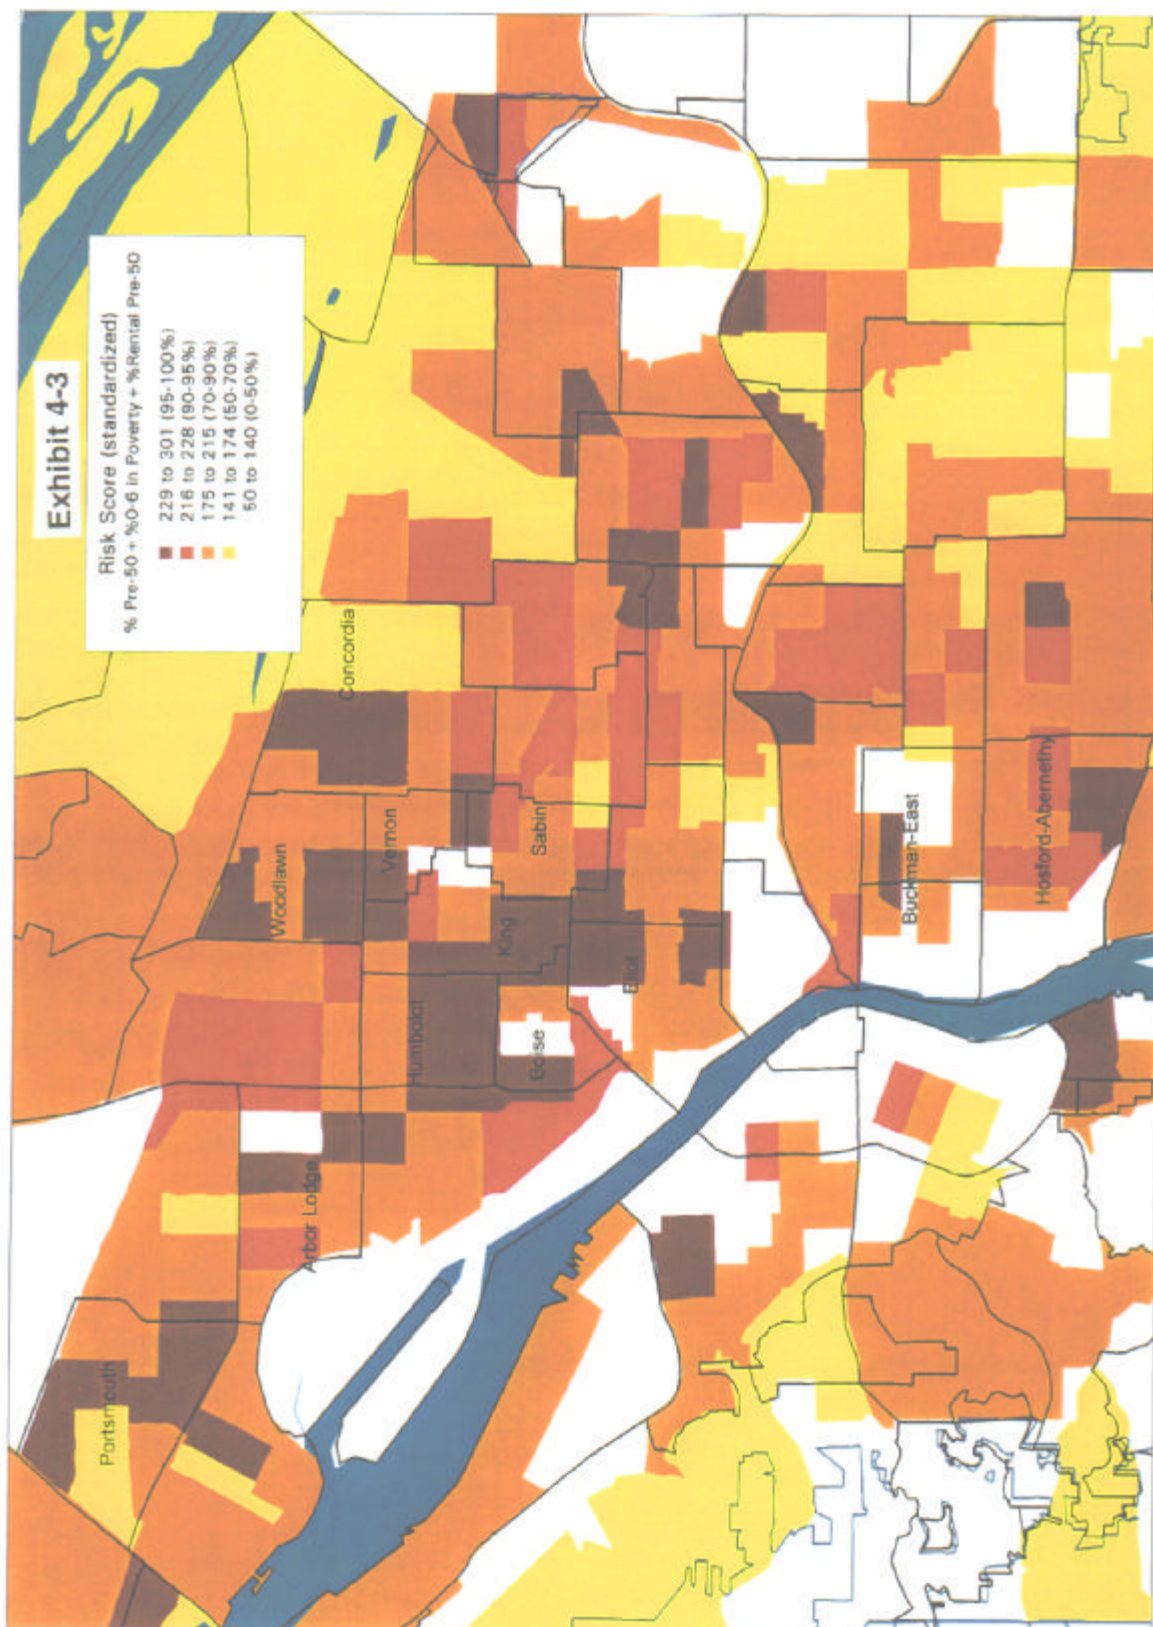 Exhibit 4-3
Risk Score (standardized)
% Pre-50 + %0-6 in Poverty + %Rental Pre-50
229 to 301 (95-100%)
216 to 228 (90-95%)
175 to 215 (70-90%)
141 to 174 (50-70%)
50 to 140 (0-50%)
Portsmouth
Arbor Lodge
Woodlawn
Concordia
Vernon
Humboldt
King
Sabin
Boise
Eliot
Buckman-East
Hosford-Abernethy